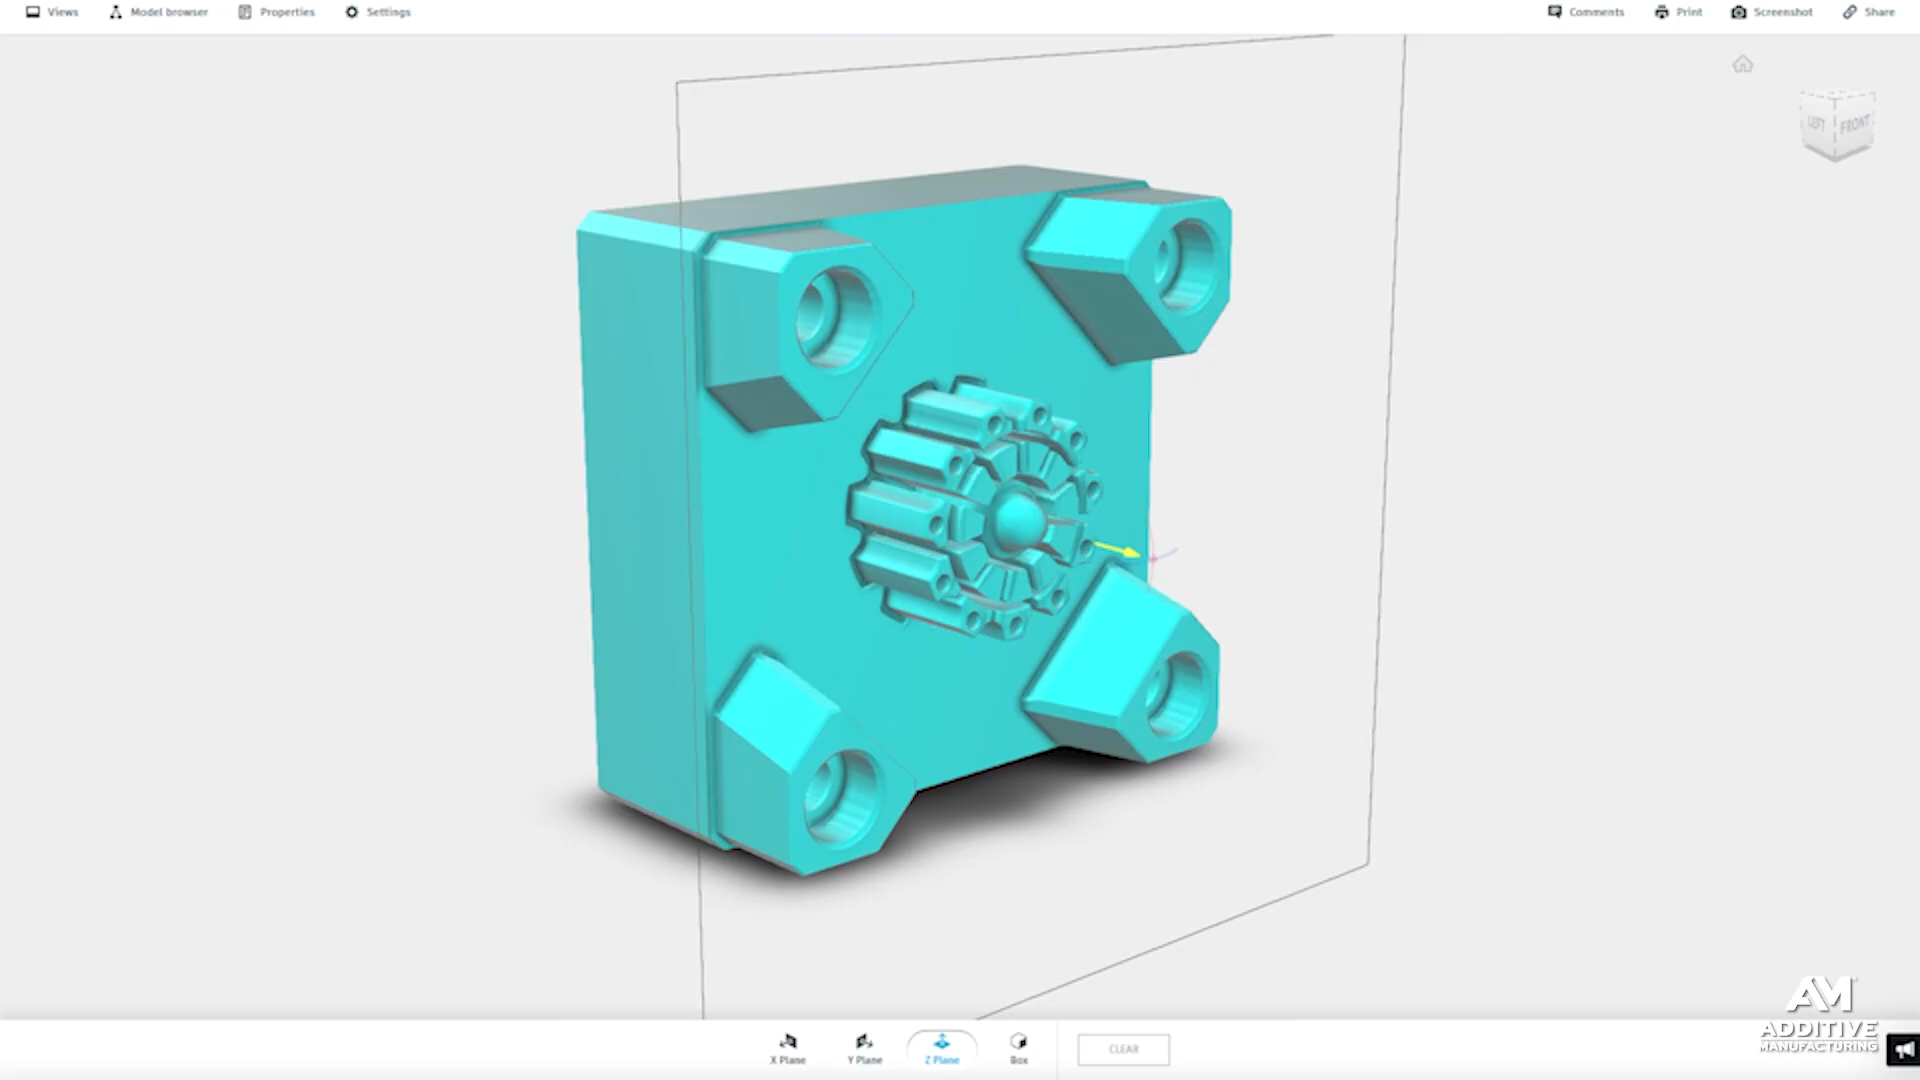 Views
Model browser
Properties
Settings
Comments
Print
Screenshot
Share
LEFT
FRONT
X Plane
Y Plane
Z Plane
Box
CLEAR
AM
ADDITIVE
MANUFACTURING